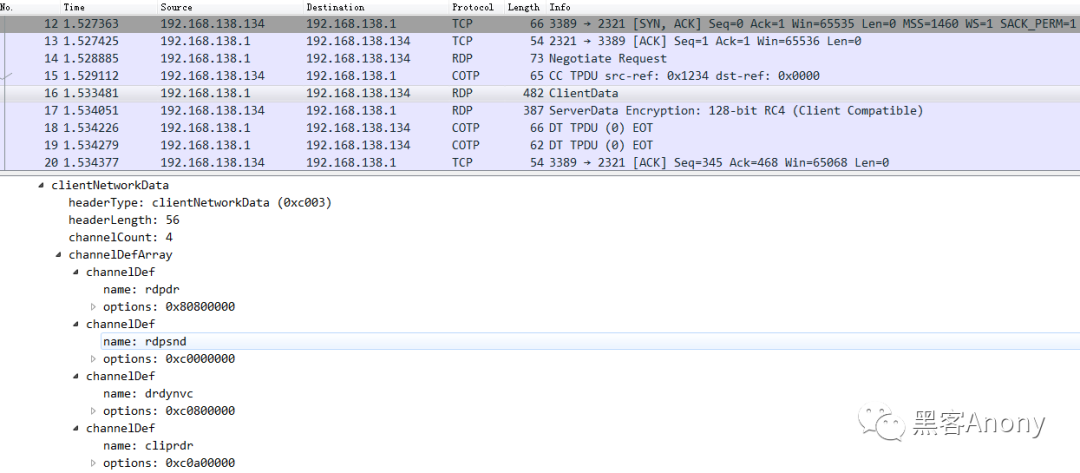 No. Time Source Destination Protocol Length Info
12 1.527363 192.168.138.134 192.168.138.1 TCP 66 3389 → 2321 [SYN, ACK] Seq=0 Ack=1 Win=65535 Len=0 MSS=1460 WS=1 SACK_PERM=1
13 1.527425 192.168.138.1 192.168.138.134 TCP 54 2321 → 3389 [ACK] Seq=1 Ack=1 Win=65536 Len=0
14 1.528885 192.168.138.1 192.168.138.134 RDP 73 Negotiate Request
15 1.529112 192.168.138.134 192.168.138.1 COTP 65 CC TPDU src-ref: 0x1234 dst-ref: 0x0000
16 1.533481 192.168.138.1 192.168.138.134 RDP 482 ClientData
17 1.534051 192.168.138.134 192.168.138.1 RDP 387 ServerData Encryption: 128-bit RC4 (Client Compatible)
18 1.534226 192.168.138.1 192.168.138.134 COTP 66 DT TPDU (0) EOT
19 1.534279 192.168.138.1 192.168.138.134 COTP 62 DT TPDU (0) EOT
20 1.534377 192.168.138.134 192.168.138.1 TCP 54 3389 → 2321 [ACK] Seq=345 Ack=468 Win=65068 Len=0
clientNetworkData
headerType: clientNetworkData (0xc003)
headerLength: 56
channelCount: 4
channelDefArray
channelDef
name: rdpdr
options: 0x80800000
channelDef
name: rdpsnd
options: 0xc0000000
channelDef
name: drdynvc
options: 0xc0800000
channelDef
name: cliprdr
options: 0xc0a00000
黑客Anony